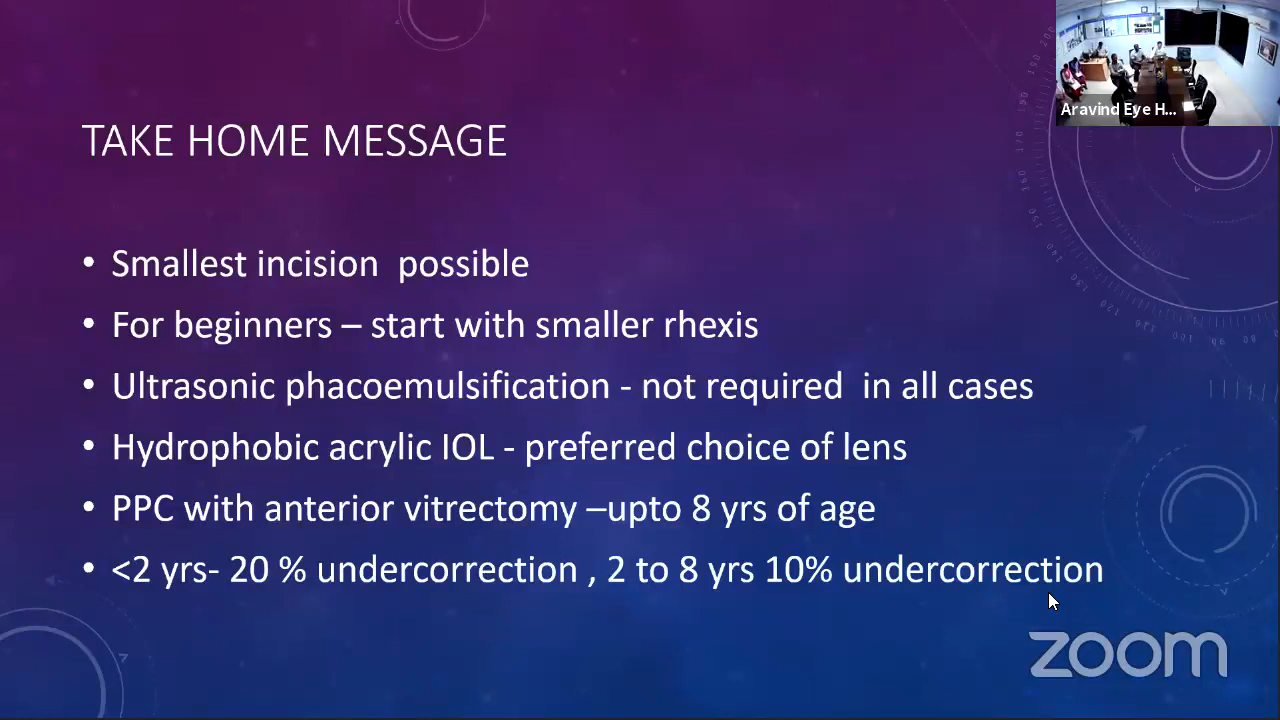 Aravind Eye H...
TAKE HOME MESSAGE
• Smallest incision  possible
• For beginners – start with smaller rhexis
• Ultrasonic phacoemulsification - not required  in all cases
• Hydrophobic acrylic IOL - preferred choice of lens
• PPC with anterior vitrectomy –upto 8 yrs of age
• <2 yrs- 20 % undercorrection , 2 to 8 yrs 10% undercorrection
zoom